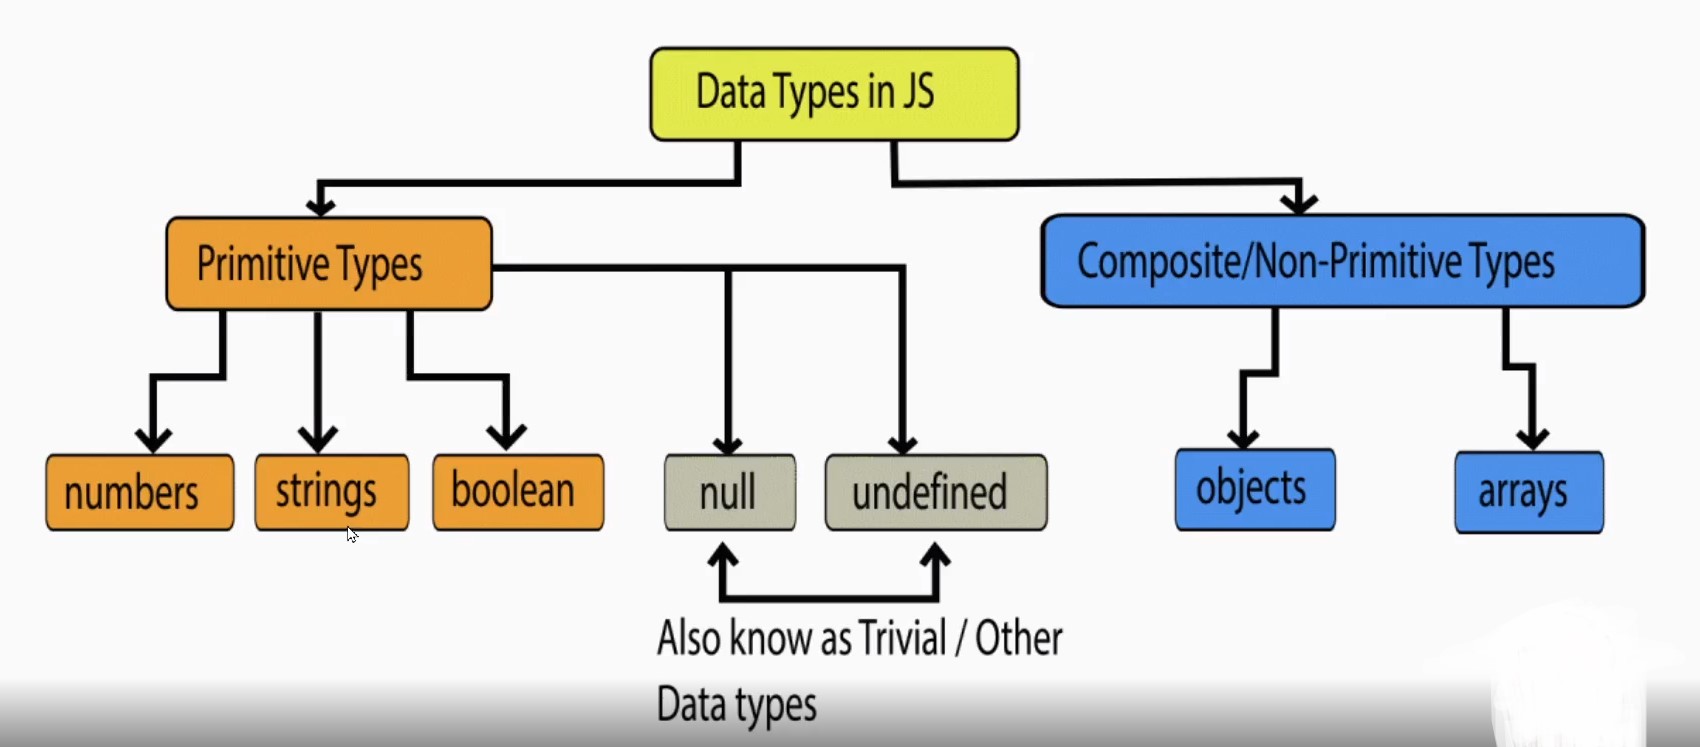 Data Types in JS
Primitive Types
Composite/Non-Primitive Types
numbers
strings
boolean
null
undefined
objects
arrays
Also know as Trivial / Other
Data types